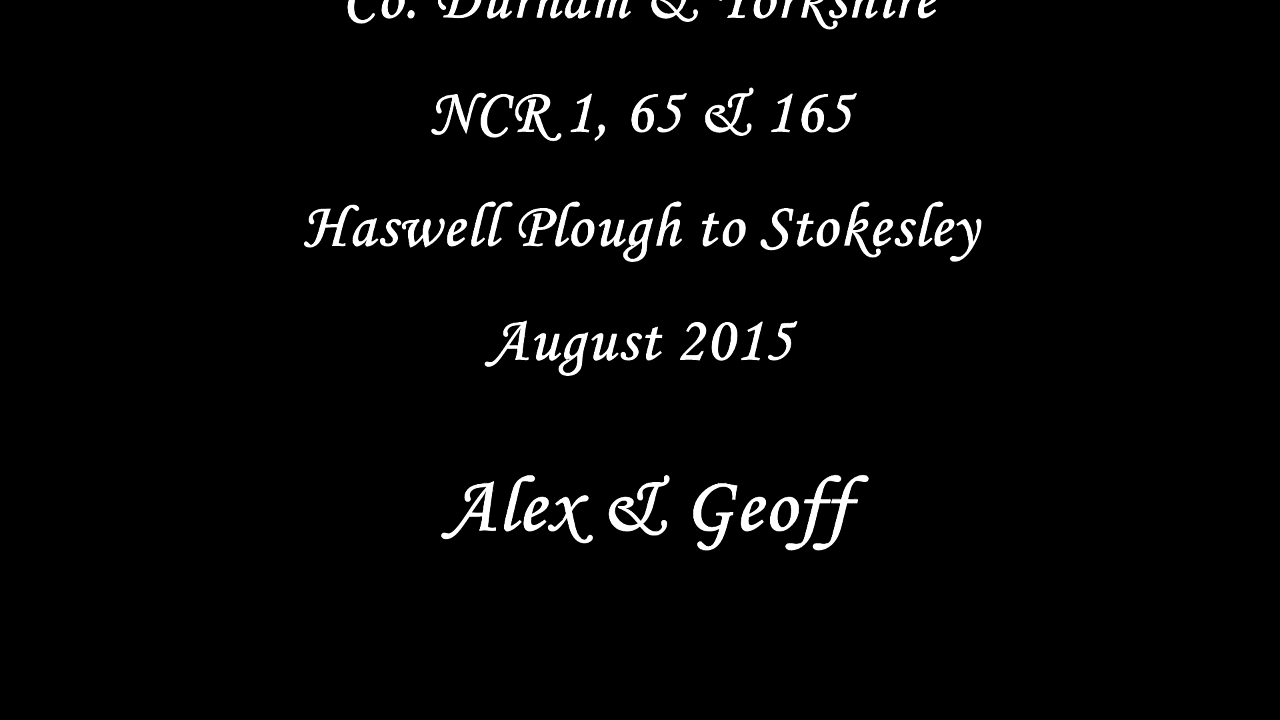 Co. Durham & Yorkshire
NCR 1, 65 & 165
Haswell Plough to Stokesley
August 2015
Alex & Geoff